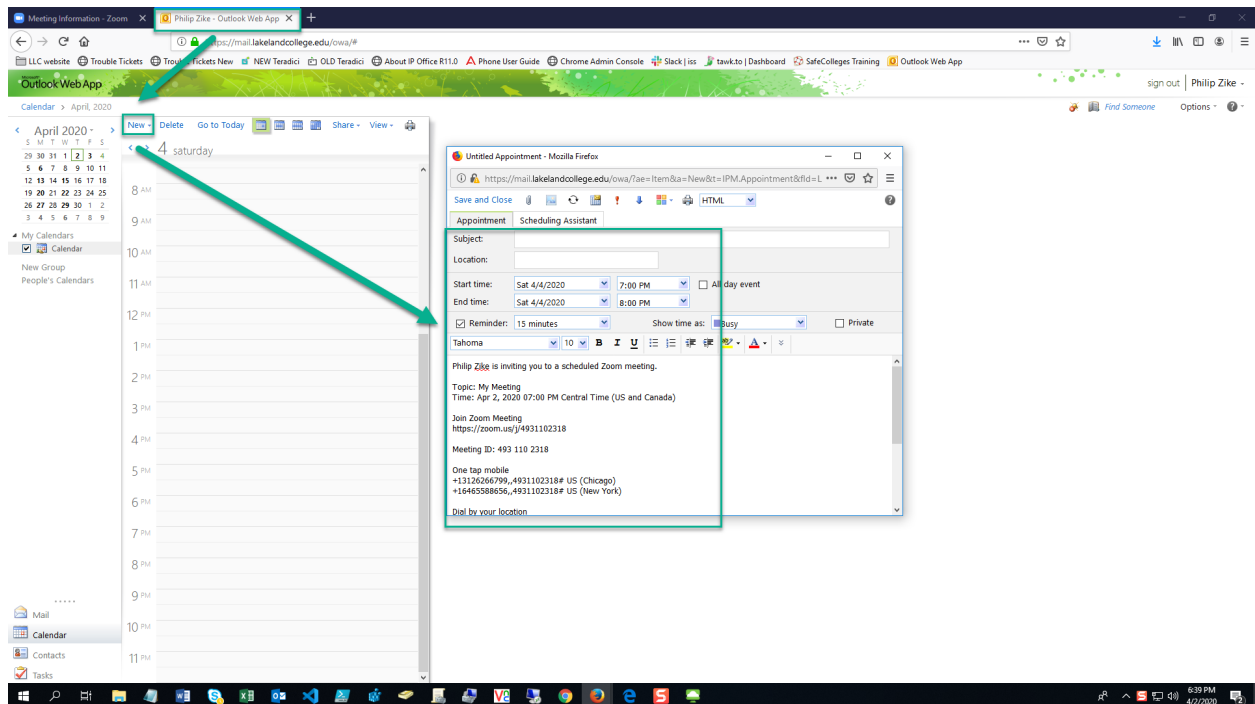 Meeting Information - Zoom
Philip Zike - Outlook Web App
https://mail.lakelandcollege.edu/owa/#
LLC website Trouble Tickets Trouble Tickets New NEW Teradici OLD Teradici About IP Office R11.0 Phone User Guide Chrome Admin Console Slack | iss tawk.to | Dashboard SafeColleges Training Outlook Web App
Microsoft
Outlook Web App
sign out | Philip Zike
Calendar > April, 2020
Find Someone Options
April 2020
S M T W T F S
29 30 31 1 2 3 4
5 6 7 8 9 10 11
12 13 14 15 16 17 18
19 20 21 22 23 24 25
26 27 28 29 30 1 2
3 4 5 6 7 8 9
My Calendars
Calendar
New Group
People's Calendars
New Delete Go to Today Share View
4 saturday
8 AM
9 AM
10 AM
11 AM
12 PM
1 PM
2 PM
3 PM
4 PM
5 PM
6 PM
7 PM
8 PM
9 PM
10 PM
11 PM
Untitled Appointment - Mozilla Firefox
https://mail.lakelandcollege.edu/owa/?ae=Item&a=New&t=IPM.Appointment&fId=L
Save and Close HTML
Appointment Scheduling Assistant
Subject:
Location:
Start time: Sat 4/4/2020 7:00 PM All day event
End time: Sat 4/4/2020 8:00 PM
Reminder: 15 minutes Show time as: Busy Private
Tahoma 10 B I U A
Philip Zike is inviting you to a scheduled Zoom meeting.
Topic: My Meeting
Time: Apr 2, 2020 07:00 PM Central Time (US and Canada)
Join Zoom Meeting
https://zoom.us/j/4931102318
Meeting ID: 493 110 2318
One tap mobile
+13126266799,,4931102318# US (Chicago)
+16465588656,,4931102318# US (New York)
Dial by your location
Mail
Calendar
Contacts
Tasks
6:39 PM
4/2/2020